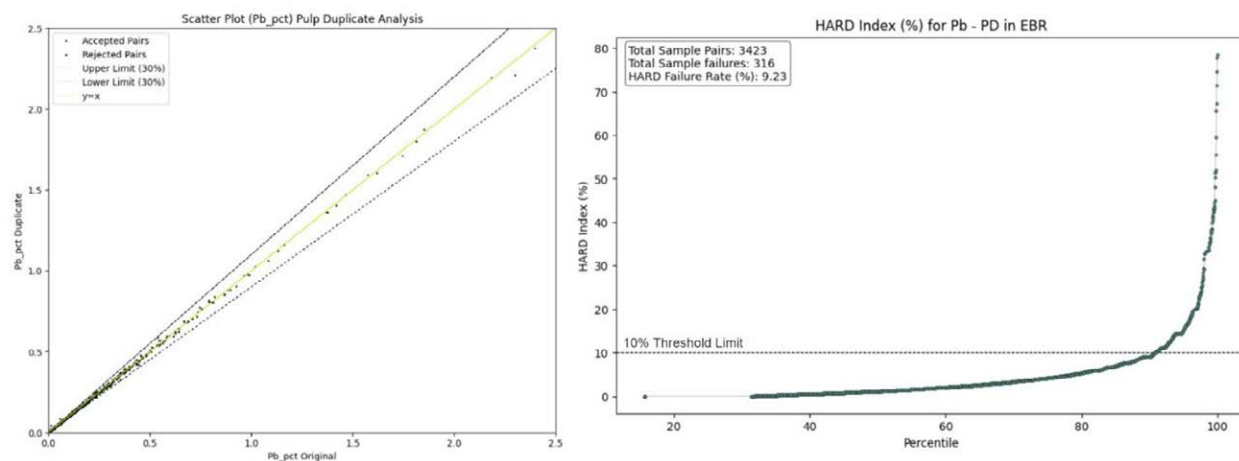 Scatter Plot (Pb_pct) Pulp Duplicate Analysis
2.5
2.0
1.5
1.0
0.5
0.0
Pb_pct Duplicate
Accepted Pairs
Rejected Pairs
Upper Limit (30%)
Lower Limit (30%)
y=x
0.0 0.5 1.0 1.5 2.0 2.5
Pb_pct Original
HARD Index (%) for Pb - PD in EBR
80
70
60
50
40
30
20
10
0
HARD Index (%)
Total Sample Pairs: 3423
Total Sample failures: 316
HARD Failure Rate (%): 9.23
10% Threshold Limit
20 40 60 80 100
Percentile